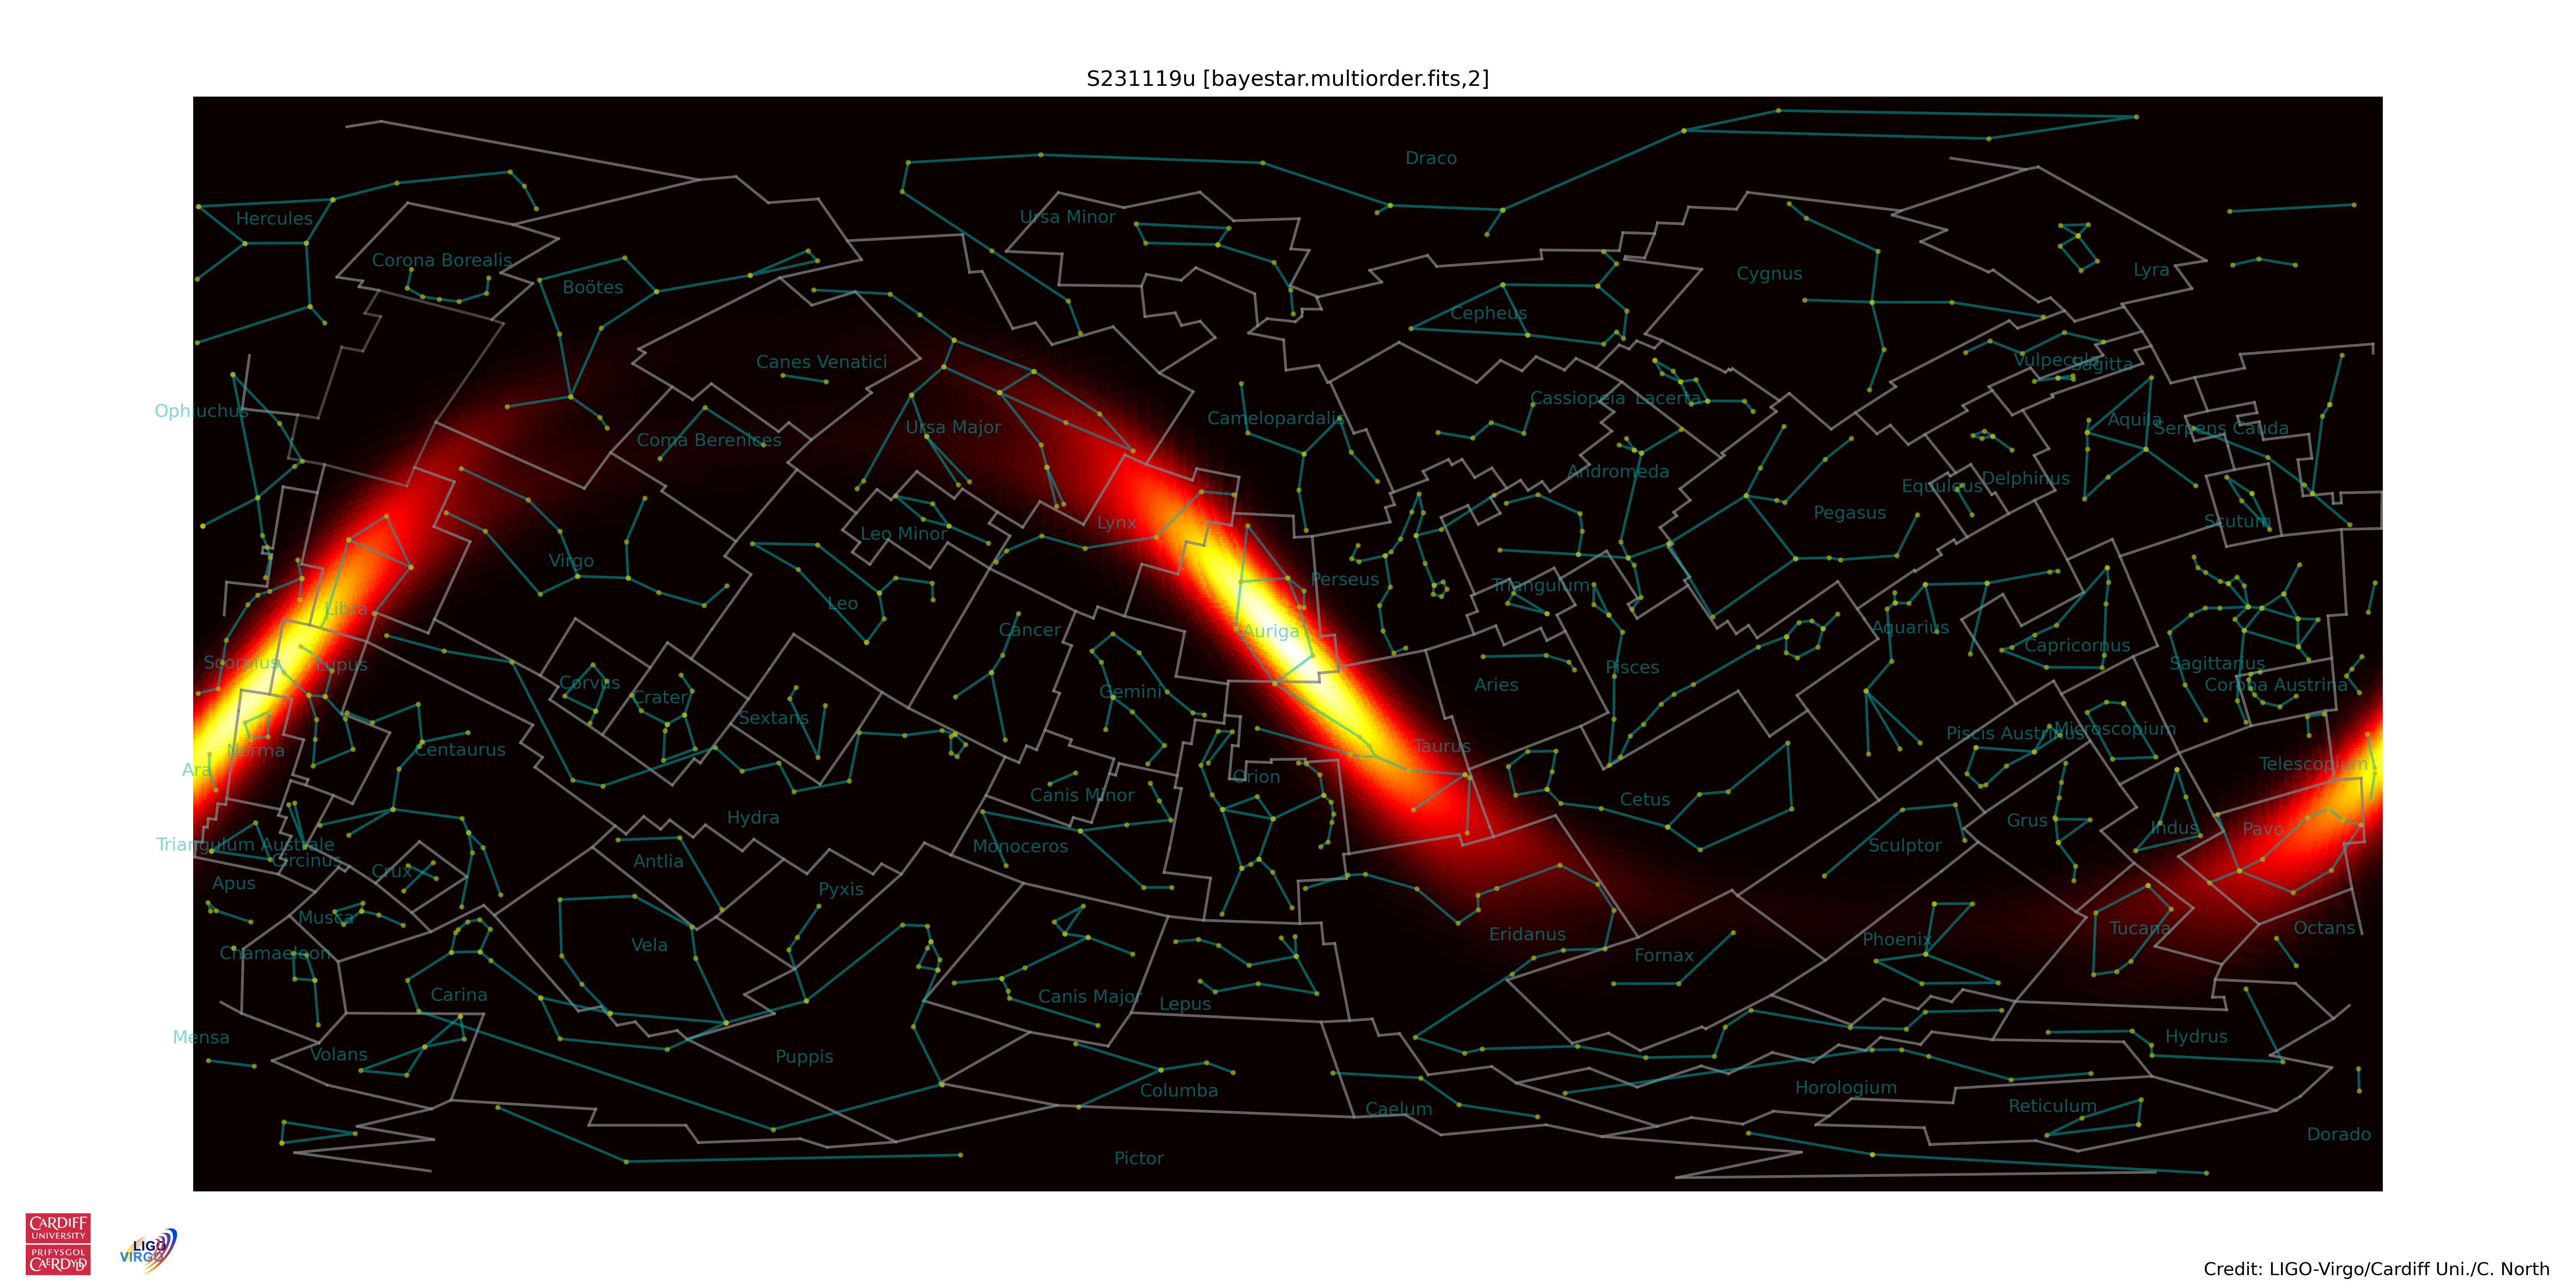 S231119u [bayestar.multiorder.fits,2]
Draco
Hercules
Ursa Minor
Corona Borealis
Lyra
Cygnus
Boötes
Cepheus
Canes Venatici
Vulpecula
Sagitta
Cassiopeia
Lacerta
Ophiuchus
Camelopardalis
Aquila
Ursa Major
Serpens Cauda
Coma Berenices
Andromeda
Delphinus
Equuleus
Pegasus
Lynx
Scutum
Leo Minor
Virgo
Perseus
Triangulum
Leo
Libra
Aquarius
Cancer
Auriga
Capricornus
Scorpius
Lupus
Sagittarius
Pisces
Corvus
Aries
Corona Austrina
Gemini
Crater
Sextans
Microscopium
Piscis Austrinus
Taurus
Norma
Centaurus
Telescopium
Ara
Orion
Canis Minor
Cetus
Hydra
Grus
Indus
Pavo
Triangulum Australe
Sculptor
Monoceros
Circinus
Antlia
Crux
Apus
Pyxis
Musca
Tucana
Octans
Eridanus
Phoenix
Vela
Chamaeleon
Fornax
Carina
Canis Major
Lepus
Mensa
Hydrus
Volans
Puppis
Horologium
Columba
Reticulum
Caelum
Dorado
Pictor
CARDIFF
UNIVERSITY
PRIFYSGOL
CAERDYDD
LIGO
VIRGO
Credit: LIGO-Virgo/Cardiff Uni./C. North